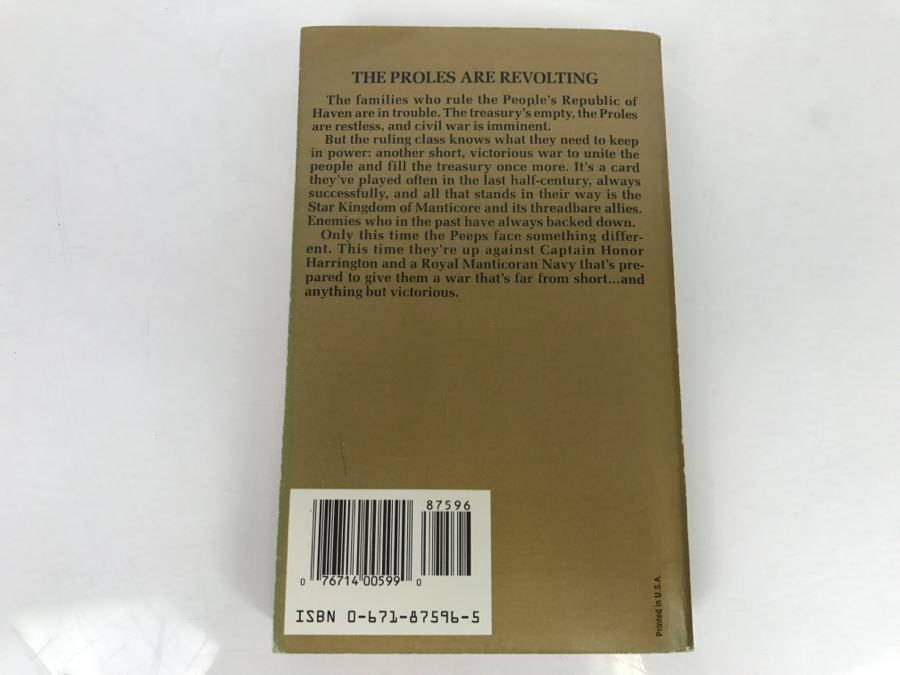 THE PROLES ARE REVOLTING
The families who rule the People's Republic of
Haven are in trouble. The treasury's empty, the Proles
are restless, and civil war is imminent.
But the ruling class knows what they need to keep
in power: another short, victorious war to unite the
people and fill the treasury once more. It's a card
they've played often in the last half-century, always
successfully, and all that stands in their way is the
Star Kingdom of Manticore and its threadbare allies.
Enemies who in the past have always backed down.
Only this time the Peeps face something differ-
ent. This time they're up against Captain Honor
Harrington and a Royal Manticoran Navy that's pre-
pared to give them a war that's far from short...and
anything but victorious.
87596
0 76714 00599 0
ISBN 0-671-87596-5
Printed in U.S.A.